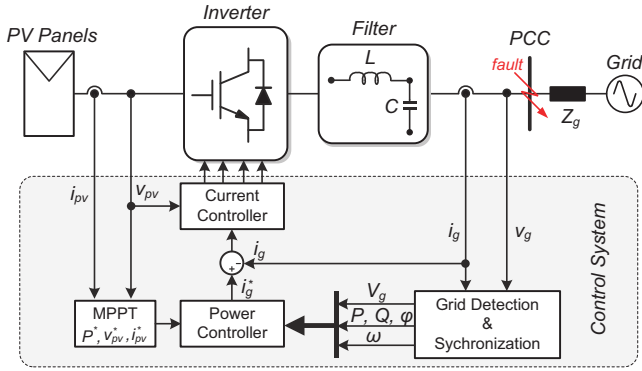 PV Panels
Inverter
Filter
PCC
Grid
L
C
fault
Z_g
i_pv
v_pv
Current
Controller
i_g
i_g
v_g
+
-
i_g^*
MPPT
P^*, v_pv^*, i_pv^*
Power
Controller
V_g
P, Q, φ
ω
Grid Detection
&
Sychronization
Control System